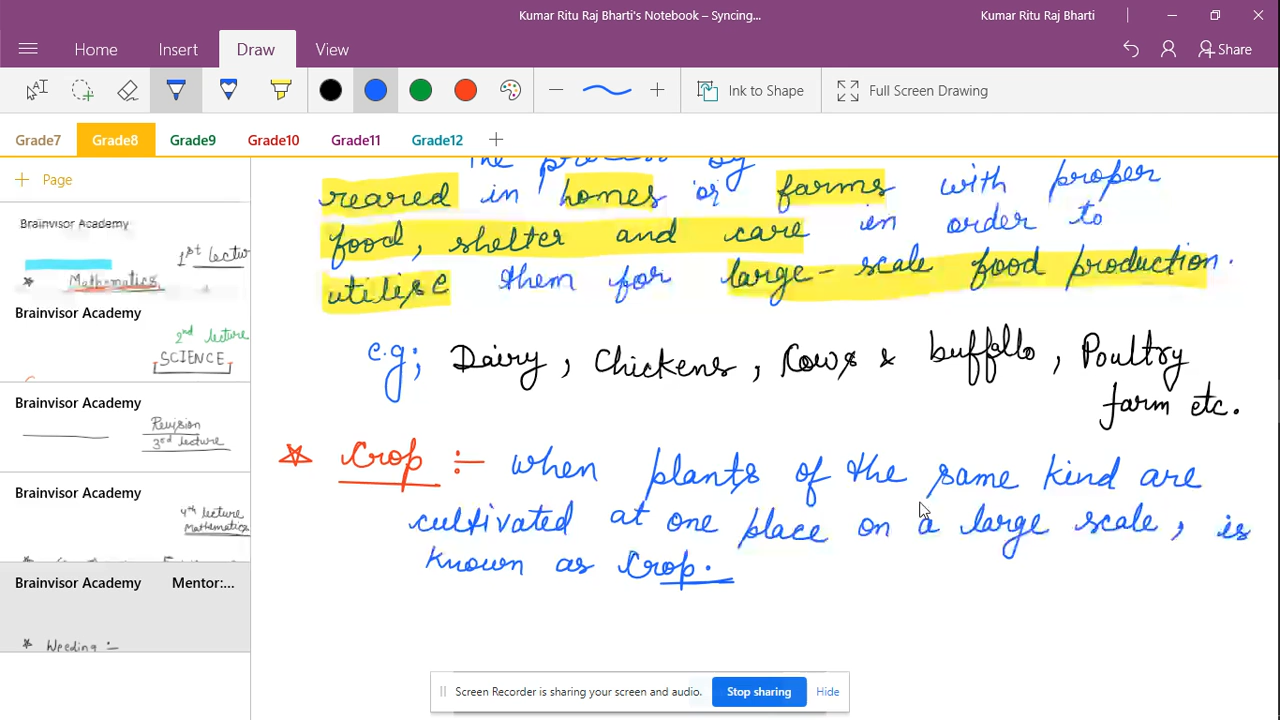 Kumar Ritu Raj Bharti's Notebook – Syncing...
Kumar Ritu Raj Bharti
Home Insert Draw View
Share
Ink to Shape
Full Screen Drawing
Grade7 Grade8 Grade9 Grade10 Grade11 Grade12
Page
Brainvisor Academy
1st lectur
Mathematics
Brainvisor Academy
2nd lecture
SCIENCE
Brainvisor Academy
Revision
3rd lecture
Brainvisor Academy
4th lecture
Mathematics
Brainvisor Academy Mentor:...
Weeding :-
The process by
reared in homes or farms with proper
food, shelter and care in order to
utilise them for large-scale food production.
e.g; Dairy, Chickens, Cows & buffallo, Poultry
farm etc.
Crop :- when plants of the same kind are
cultivated at one place on a large scale, is
known as Crop.
Screen Recorder is sharing your screen and audio.
Stop sharing
Hide